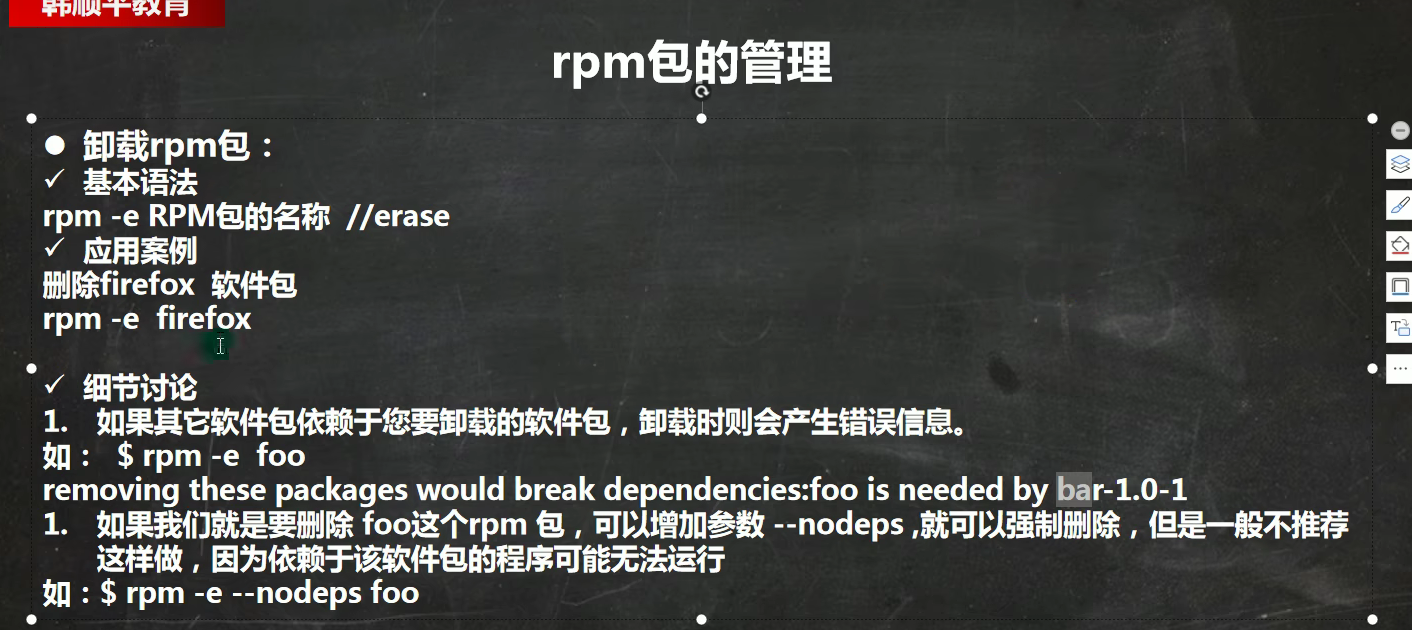 韩顺平教育
rpm包的管理
● 卸载rpm包：
✓ 基本语法
rpm -e RPM包的名称 //erase
✓ 应用案例
删除firefox 软件包
rpm -e firefox
✓ 细节讨论
1. 如果其它软件包依赖于您要卸载的软件包，卸载时则会产生错误信息。
如： $ rpm -e foo
removing these packages would break dependencies:foo is needed by bar-1.0-1
1. 如果我们就是要删除 foo这个rpm 包，可以增加参数 --nodeps ,就可以强制删除，但是一般不推荐
这样做，因为依赖于该软件包的程序可能无法运行
如：$ rpm -e --nodeps foo